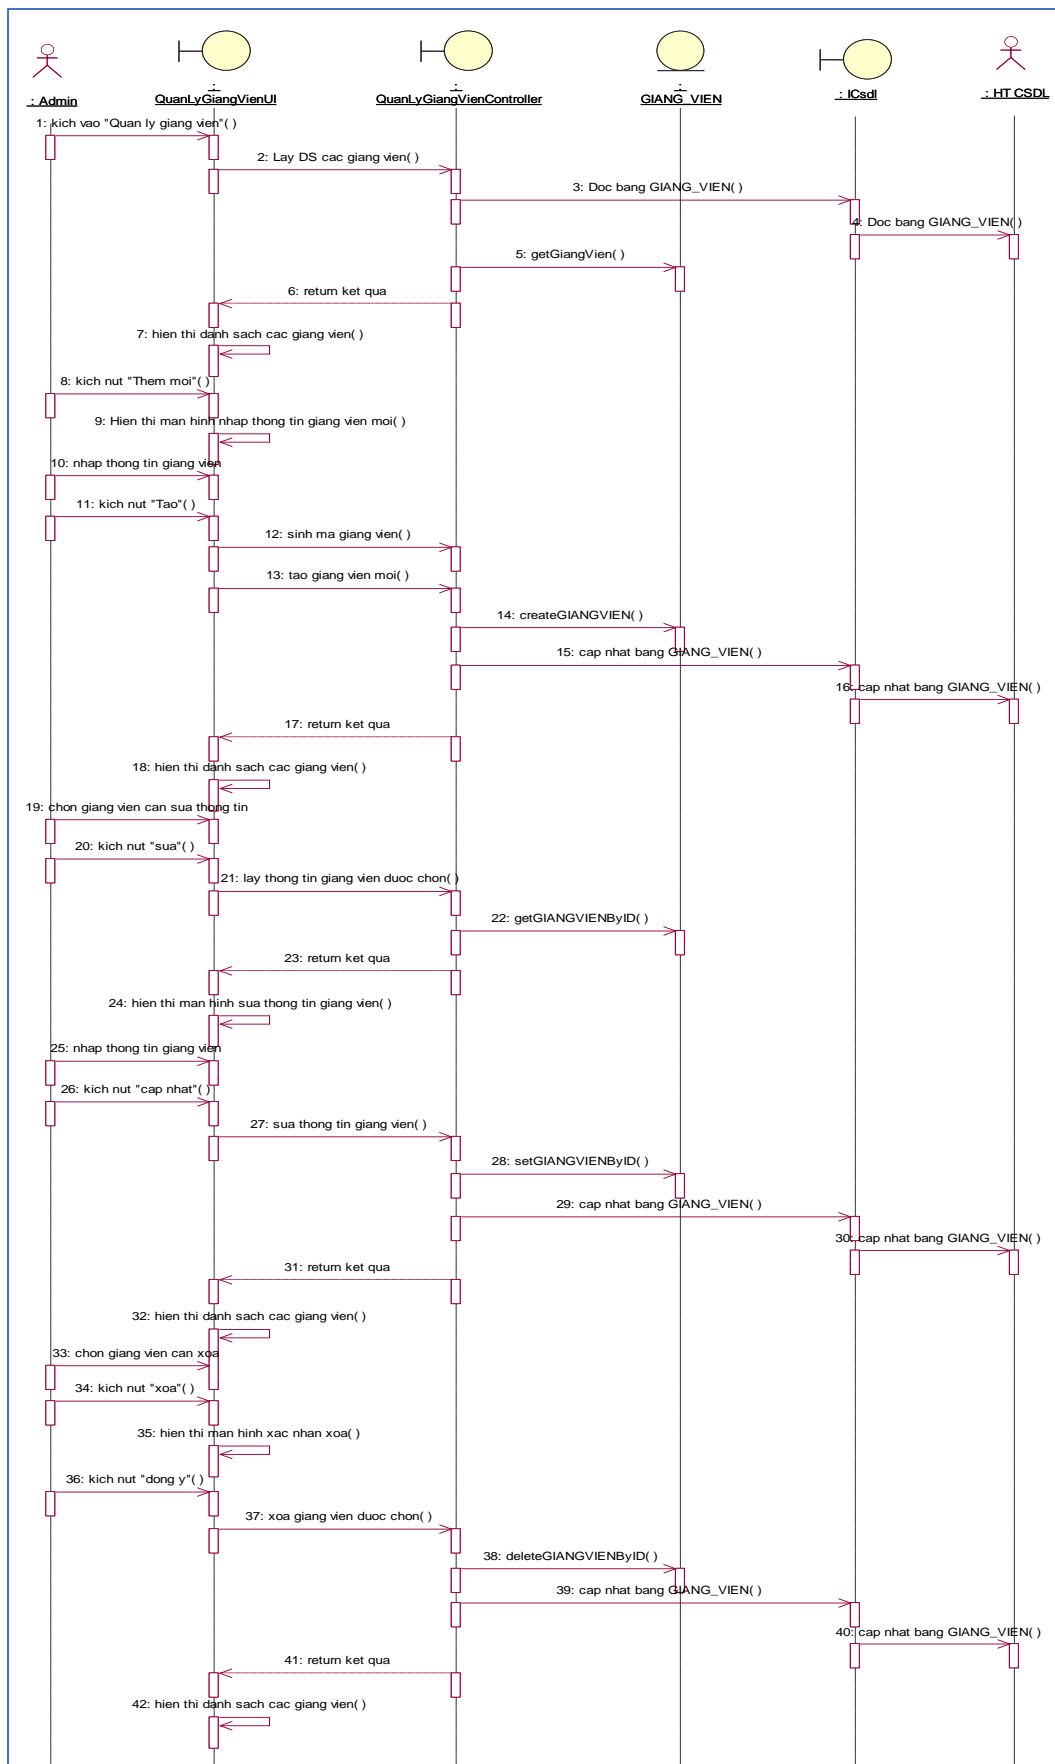 : Admin
:
QuanLyGiangVienUI
:
QuanLyGiangVienController
:
GIANG_VIEN
: ICsdl
: HT CSDL
1: kich vao "Quan ly giang vien"( )
2: Lay DS cac giang vien( )
3: Doc bang GIANG_VIEN( )
4: Doc bang GIANG_VIEN( )
5: getGiangVien( )
6: return ket qua
7: hien thi danh sach cac giang vien( )
8: kich nut "Them moi"( )
9: Hien thi man hinh nhap thong tin giang vien moi( )
10: nhap thong tin giang vien
11: kich nut "Tao"( )
12: sinh ma giang vien( )
13: tao giang vien moi( )
14: createGIANGVIEN( )
15: cap nhat bang GIANG_VIEN( )
16: cap nhat bang GIANG_VIEN( )
17: return ket qua
18: hien thi danh sach cac giang vien( )
19: chon giang vien can sua thong tin
20: kich nut "sua"( )
21: lay thong tin giang vien duoc chon( )
22: getGIANGVIENByID( )
23: return ket qua
24: hien thi man hinh sua thong tin giang vien( )
25: nhap thong tin giang vien
26: kich nut "cap nhat"( )
27: sua thong tin giang vien( )
28: setGIANGVIENByID( )
29: cap nhat bang GIANG_VIEN( )
30: cap nhat bang GIANG_VIEN( )
31: return ket qua
32: hien thi danh sach cac giang vien( )
33: chon giang vien can xoa
34: kich nut "xoa"( )
35: hien thi man hinh xac nhan xoa( )
36: kich nut "dong y"( )
37: xoa giang vien duoc chon( )
38: deleteGIANGVIENByID( )
39: cap nhat bang GIANG_VIEN( )
40: cap nhat bang GIANG_VIEN( )
41: return ket qua
42: hien thi danh sach cac giang vien( )